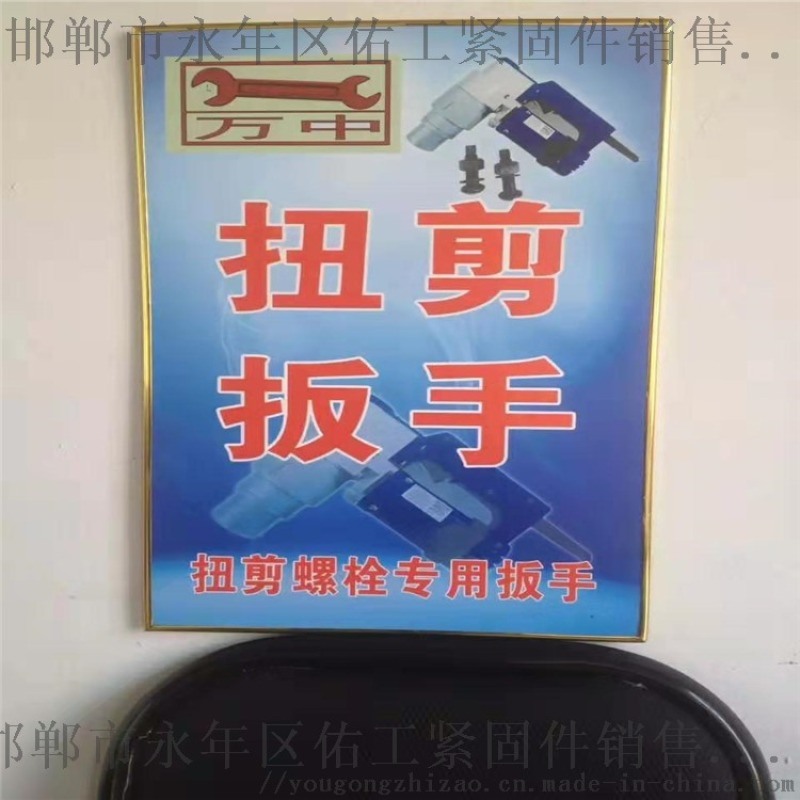 邯郸市永年区佑工紧固件销售...
万中
扭剪
扳手
扭剪螺栓专用扳手
邯郸市永年区佑工紧固件销售...
https://yougongzhizao.cn.made-in-china.com/